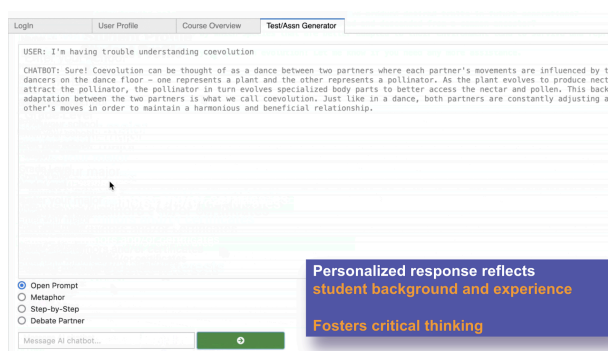 LogIn
User Profile
Course Overview
Test/Assn Generator
USER: I'm having trouble understanding coevolution
CHATBOT: Sure! Coevolution can be thought of as a dance between two partners where each partner's movements are influenced by
dancers on the dance floor - one represents a plant and the other represents a pollinator. As the plant evolves to produce
attract the pollinator, the pollinator in turn evolves specialized body parts to better access the nectar and pollen. This
adaptation between the two partners is what we call coevolution. Just like in a dance, both partners are constantly adjusting
other's moves in order to maintain a harmonious and beneficial relationship.
Open Prompt
Metaphor
Step-by-Step
Debate Partner
Message AI chatbot...
Personalized response reflects
student background and experience
Fosters critical thinking